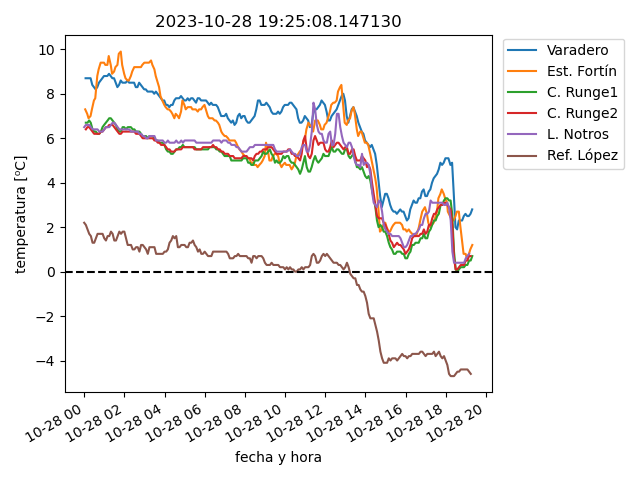 2023-10-28 19:25:08.147130
Varadero
Est. Fortín
C. Runge1
C. Runge2
L. Notros
Ref. López
temperatura [ºC]
10
8
6
4
2
0
−2
−4
10-28 00
10-28 02
10-28 04
10-28 06
10-28 08
10-28 10
10-28 12
10-28 14
10-28 16
10-28 18
10-28 20
fecha y hora